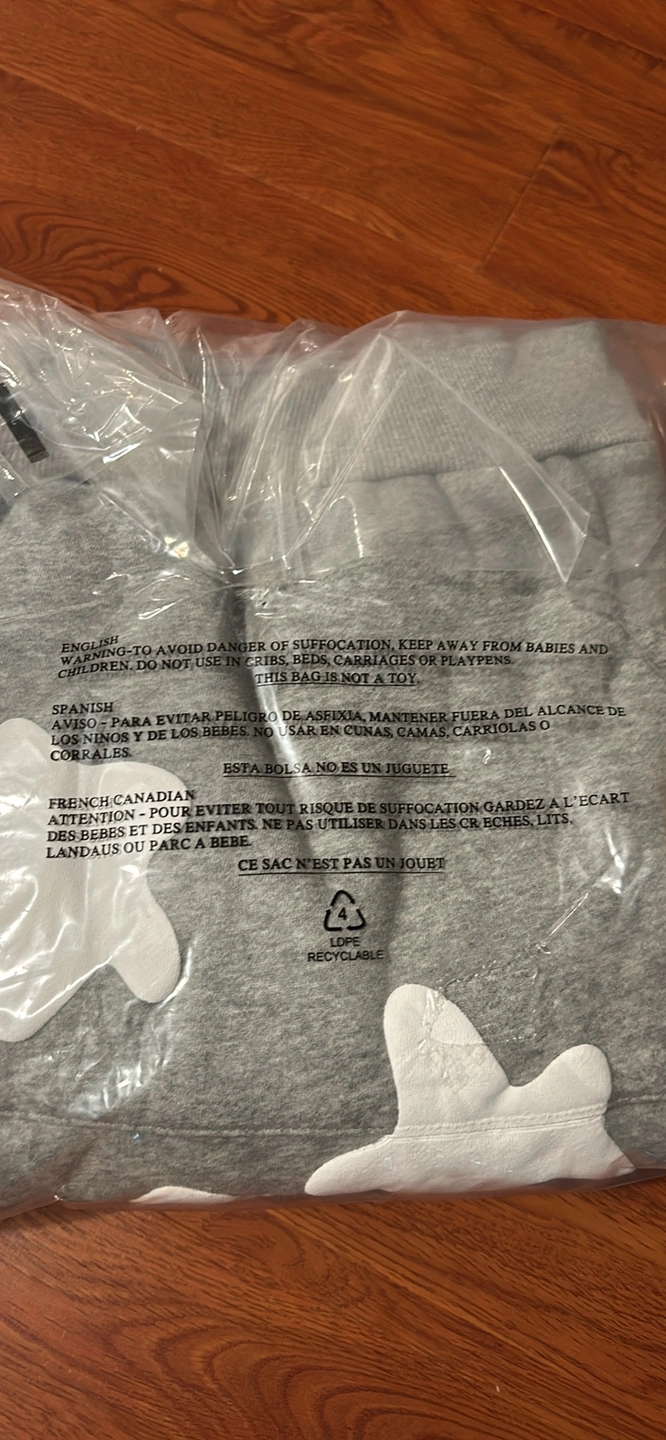 ENGLISH
WARNING-TO AVOID DANGER OF SUFFOCATION, KEEP AWAY FROM BABIES AND
CHILDREN. DO NOT USE IN CRIBS, BEDS, CARRIAGES OR PLAYPENS.
THIS BAG IS NOT A TOY.
SPANISH
AVISO - PARA EVITAR PELIGRO DE ASFIXIA, MANTENER FUERA DEL ALCANCE DE
LOS NINOS Y DE LOS BEBES. NO USAR EN CUNAS, CAMAS, CARRIOLAS O
CORRALES.
ESTA BOLSA NO ES UN JUGUETE
FRENCH CANADIAN
ATTENTION - POUR EVITER TOUT RISQUE DE SUFFOCATION GARDEZ A L'ECART
DES BEBES ET DES ENFANTS. NE PAS UTILISER DANS LES CR ECHES, LITS,
LANDAUS OU PARC A BEBE.
CE SAC N'EST PAS UN JOUET
4
LDPE
RECYCLABLE